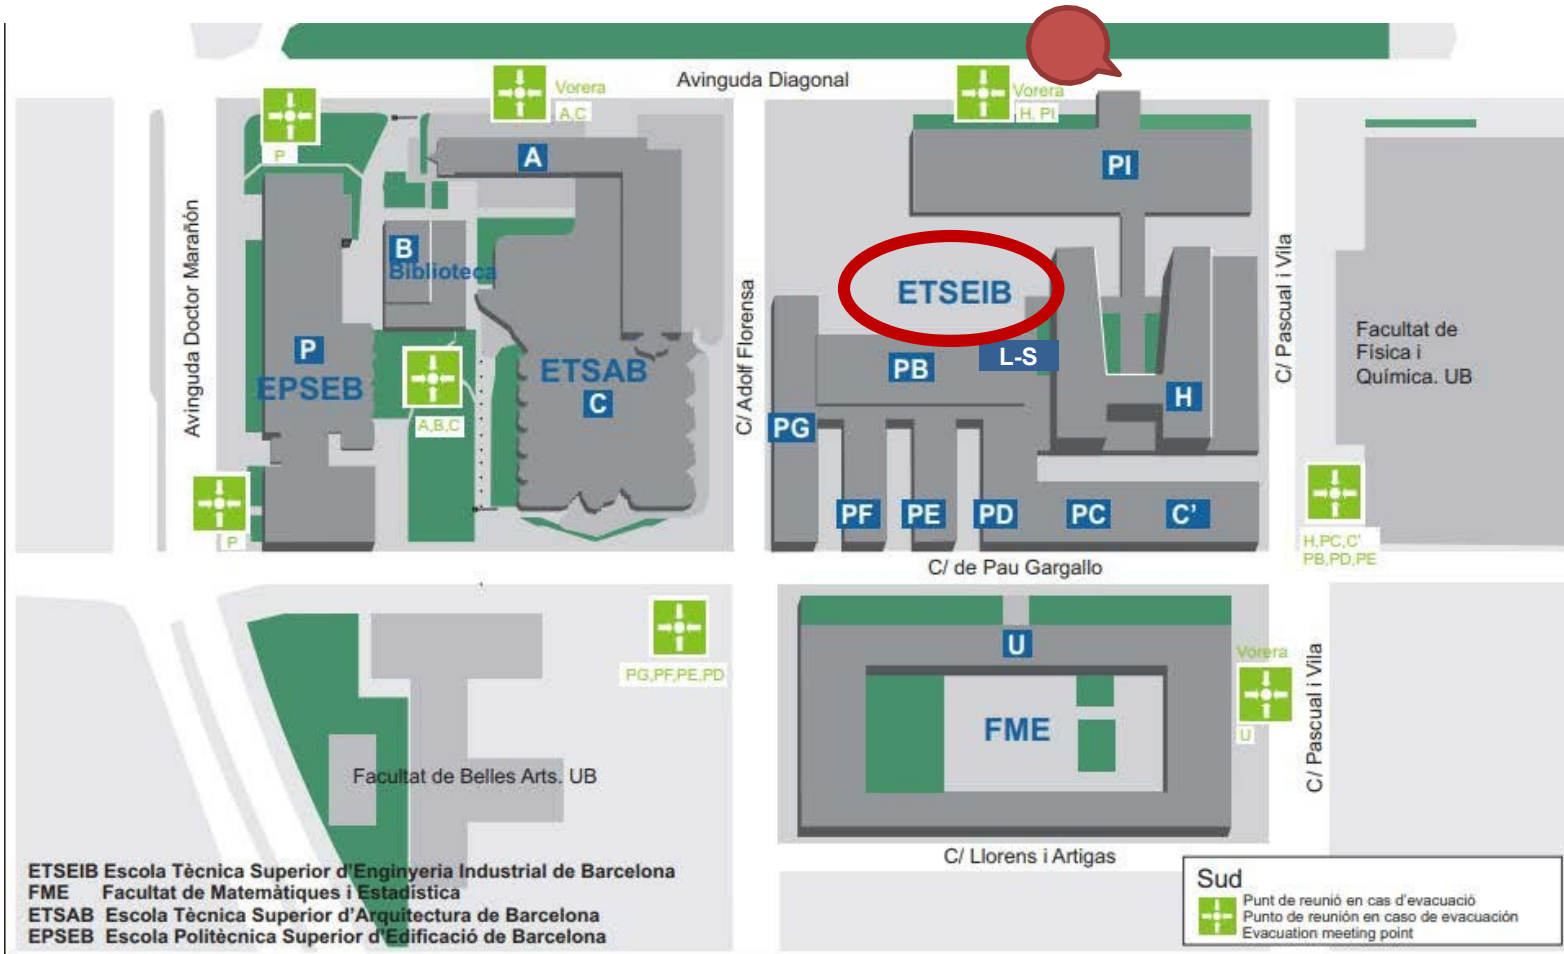 Avinguda Diagonal
Vorera
A,C
Vorera
H, PI
P
A
PI
B
Biblioteca
Avinguda Doctor Marañón
C/ Adolf Florensa
ETSEIB
C/ Pascual i Vila
Facultat de
Física i
Química. UB
P
EPSEB
ETSAB
C
PB
L-S
H
A,B,C
PG
PF
PE
PD
PC
C'
P
H,PC,C'
PB,PD,PE
C/ de Pau Gargallo
U
PG,PF,PE,PD
Vorera
U
FME
C/ Pascual i Vila
Facultat de Belles Arts. UB
C/ Llorens i Artigas
ETSEIB Escola Tècnica Superior d'Enginyeria Industrial de Barcelona
FME Facultat de Matemàtiques i Estadística
ETSAB Escola Tècnica Superior d'Arquitectura de Barcelona
EPSEB Escola Politècnica Superior d'Edificació de Barcelona
Sud
Punt de reunió en cas d'evacuació
Punto de reunión en caso de evacuación
Evacuation meeting point